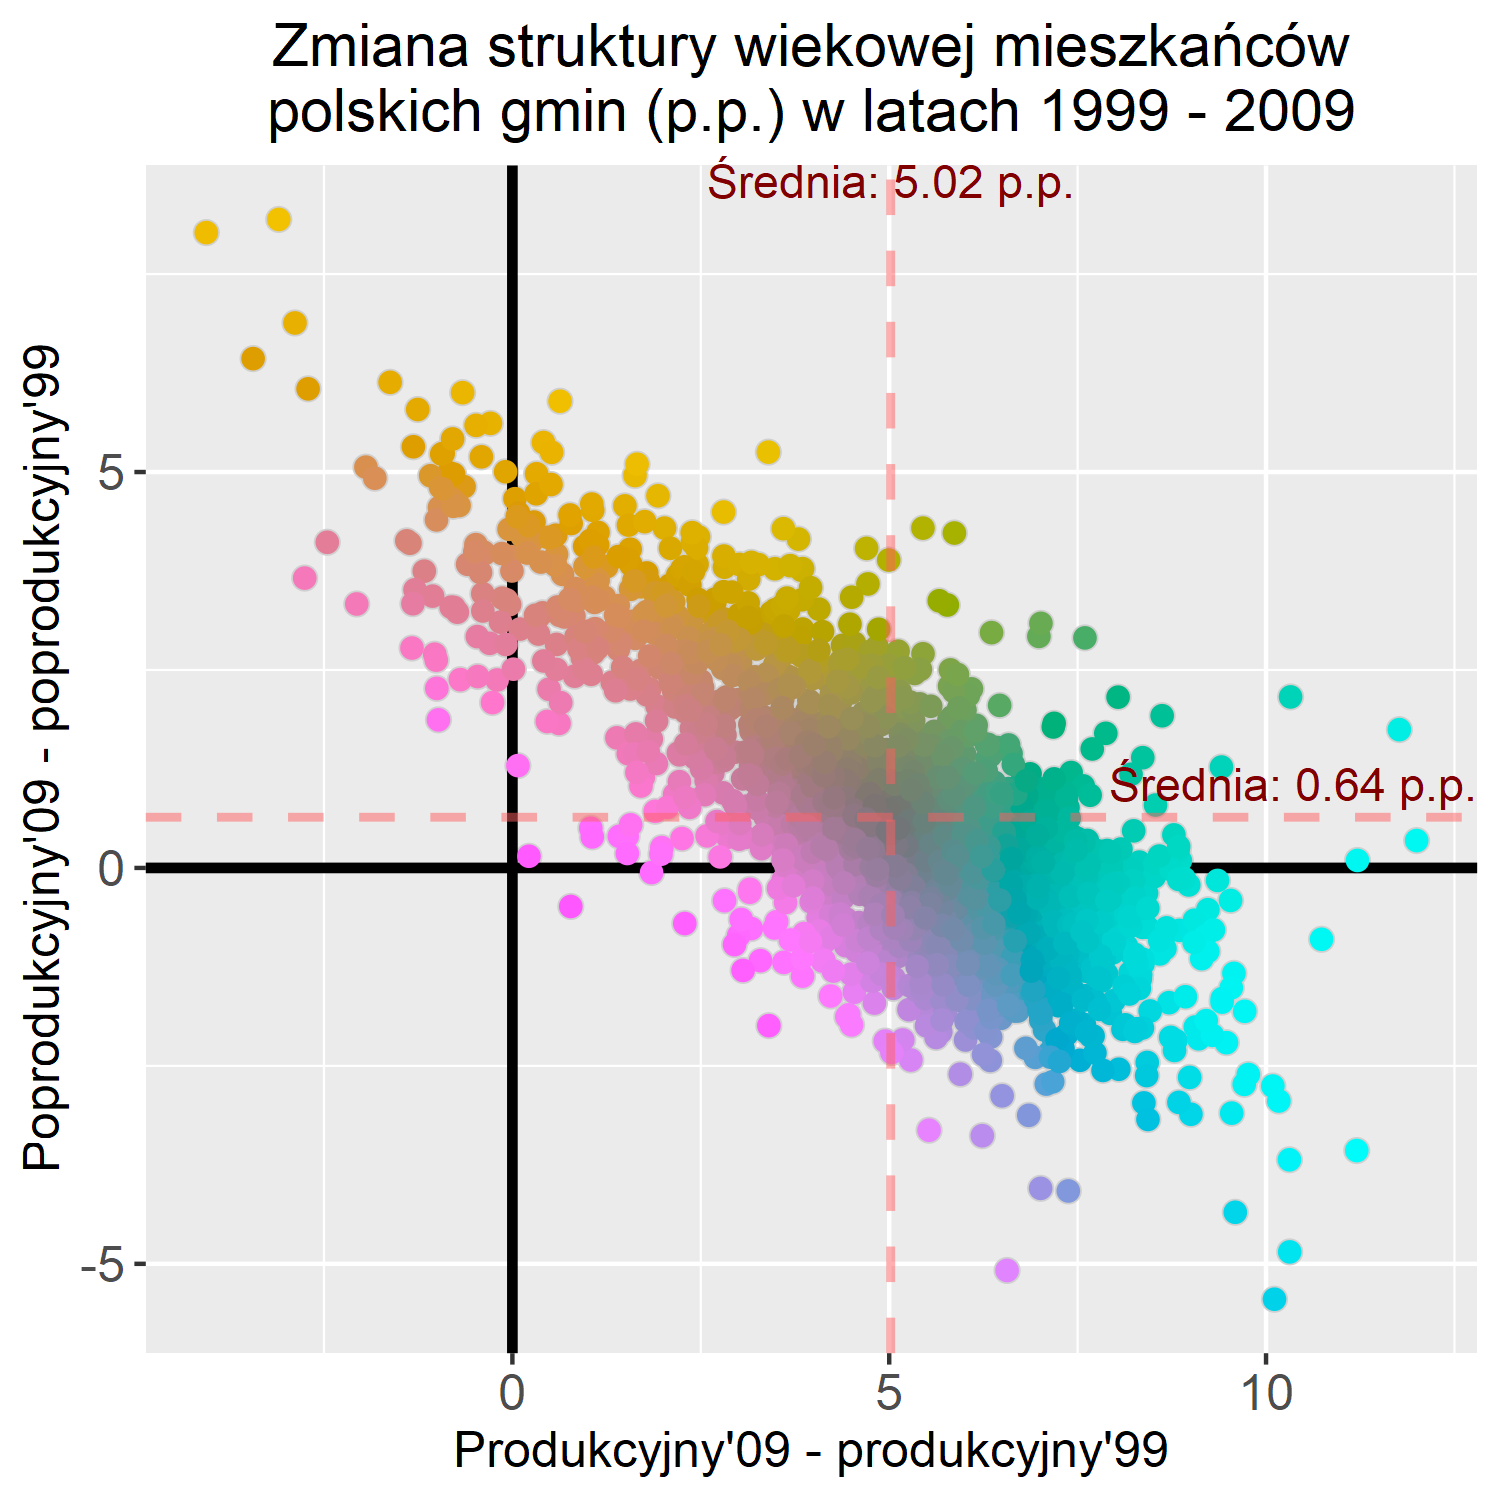 Zmiana struktury wiekowej mieszkańców
polskich gmin (p.p.) w latach 1999 - 2009
Średnia: 5.02 p.p.
Średnia: 0.64 p.p.
Poprodukcyjny'09 - poprodukcyjny'99
5
0
-5
0 5 10
Produkcyjny'09 - produkcyjny'99